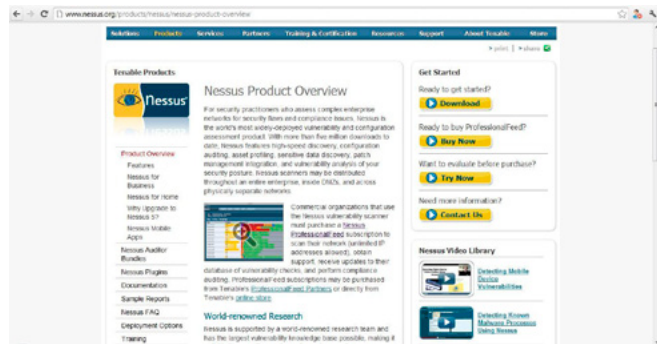 www.nessus.org/products/nessus/nessus-product-overview
Solutions Products Services Partners Training & Certification Resources Support About Tenable Store
print | share
Tenable Products
Nessus
Product Overview
Features
Nessus for
Business
Nessus for Home
Why Upgrade to
Nessus 5?
Nessus Mobile
Apps
Nessus Auditor
Bundles
Nessus Plugins
Documentation
Sample Reports
Nessus FAQ
Deployment Options
Training
Nessus Product Overview
For security practitioners who assess complex enterprise
networks for security flaws and compliance issues, Nessus is
the world's most widely-deployed vulnerability and configuration
assessment product. With more than five million downloads to
date, Nessus features high-speed discovery, configuration
auditing, asset profiling, sensitive data discovery, patch
management integration, and vulnerability analysis of your
security posture. Nessus scanners may be distributed
throughout an entire enterprise, inside DMZs, and across
physically separate networks.
Commercial organizations that use
the Nessus vulnerability scanner
must purchase a Nessus
ProfessionalFeed subscription to
scan their network (unlimited IP
addresses allowed), obtain
support, receive updates to their
database of vulnerability checks, and perform compliance
auditing. ProfessionalFeed subscriptions may be purchased
from Tenable's ProfessionalFeed Partners or directly from
Tenable's online store.
World-renowned Research
Nessus is supported by a world-renowned research team and
has the largest vulnerability knowledge base possible, making it
Get Started
Ready to get started?
Download
Ready to buy ProfessionalFeed?
Buy Now
Want to evaluate before purchase?
Try Now
Need more information?
Contact Us
Nessus Video Library
Detecting Mobile
Device
Vulnerabilities
Detecting Known
Malware Processes
Using Nessus